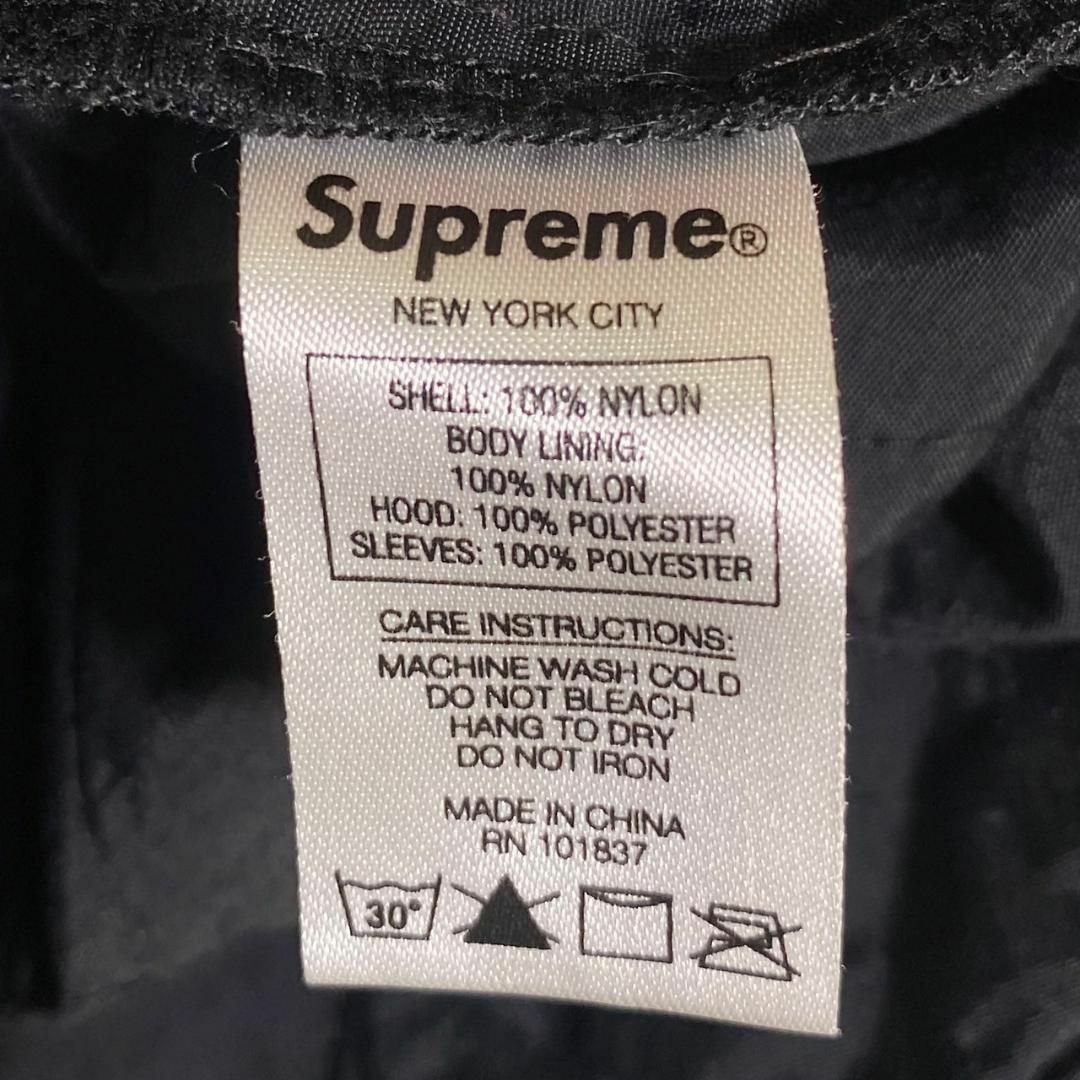 Supreme®
NEW YORK CITY
SHELL: 100% NYLON
BODY LINING:
100% NYLON
HOOD: 100% POLYESTER
SLEEVES: 100% POLYESTER
CARE INSTRUCTIONS:
MACHINE WASH COLD
DO NOT BLEACH
HANG TO DRY
DO NOT IRON
MADE IN CHINA
RN 101837
30°